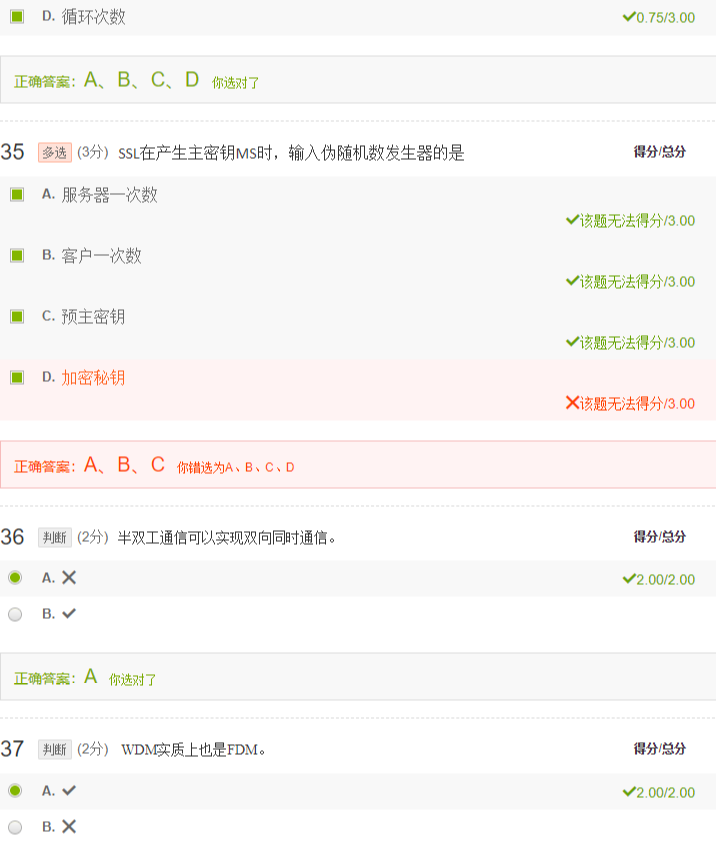 D. 循环次数 ✔0.75/3.00
正确答案：A、B、C、D 你选对了
35 多选 (3分) SSL在产生主密钥MS时，输入伪随机数发生器的是 得分/总分
A. 服务器一次数
✔该题无法得分/3.00
B. 客户一次数
✔该题无法得分/3.00
C. 预主密钥
✔该题无法得分/3.00
D. 加密秘钥
✘该题无法得分/3.00
正确答案：A、B、C 你错选为A、B、C、D
36 判断 (2分) 半双工通信可以实现双向同时通信。 得分/总分
A. ✘ ✔2.00/2.00
B. ✔
正确答案：A 你选对了
37 判断 (2分) WDM实质上也是FDM。 得分/总分
A. ✔ ✔2.00/2.00
B. ✘